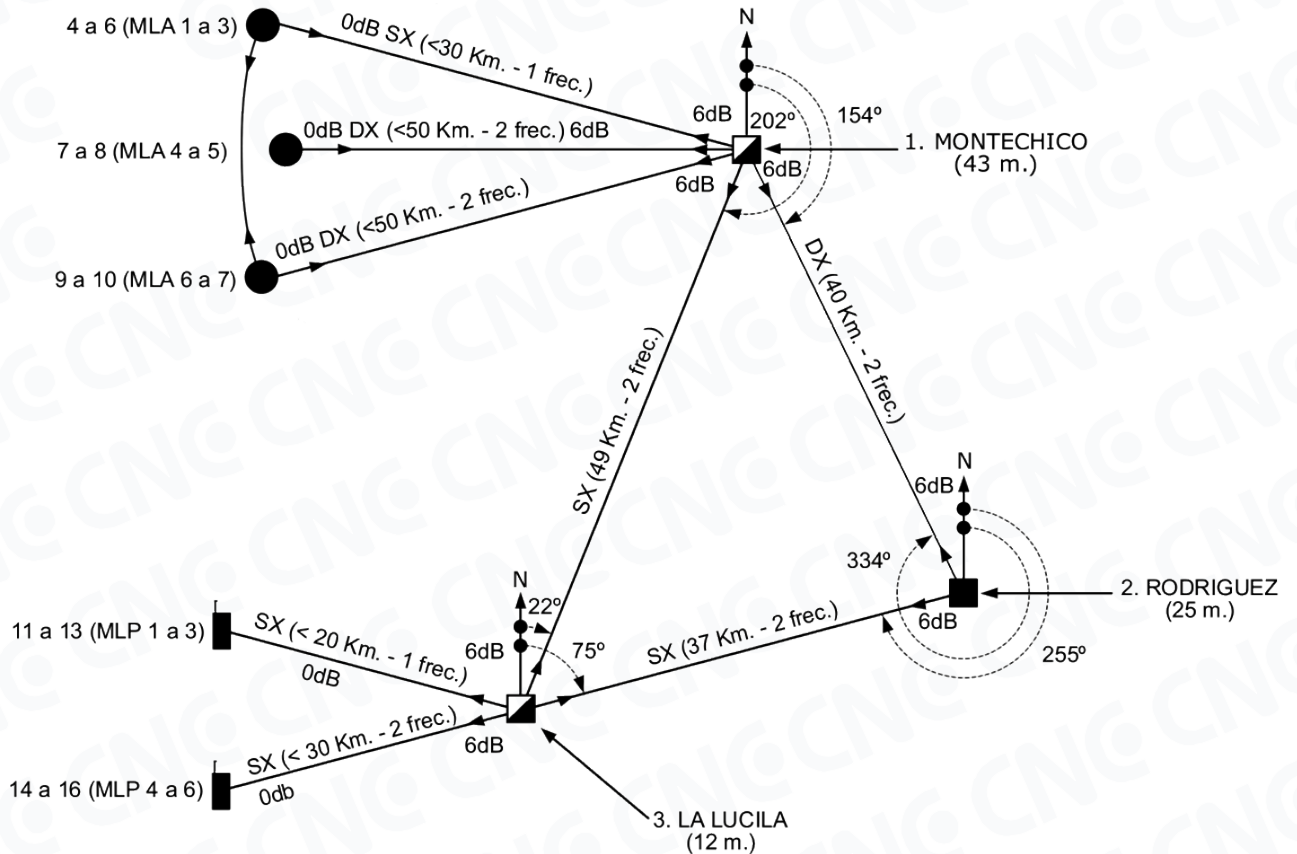 4 a 6 (MLA 1 a 3)
0dB SX (<30 Km. - 1 frec.)
6dB
N
202º
154º
7 a 8 (MLA 4 a 5)
0dB DX (<50 Km. - 2 frec.) 6dB
1. MONTECHICO
(43 m.)
6dB
6dB
9 a 10 (MLA 6 a 7)
0dB DX (<50 Km. - 2 frec.)
DX (40 Km. - 2 frec.)
SX (49 Km. - 2 frec.)
6dB
N
334º
2. RODRIGUEZ
(25 m.)
6dB
255º
N
22º
6dB
75º
SX (37 Km. - 2 frec.)
11 a 13 (MLP 1 a 3)
SX (< 20 Km. - 1 frec.)
0dB
14 a 16 (MLP 4 a 6)
SX (< 30 Km. - 2 frec.)
0db
6dB
3. LA LUCILA
(12 m.)
CNC